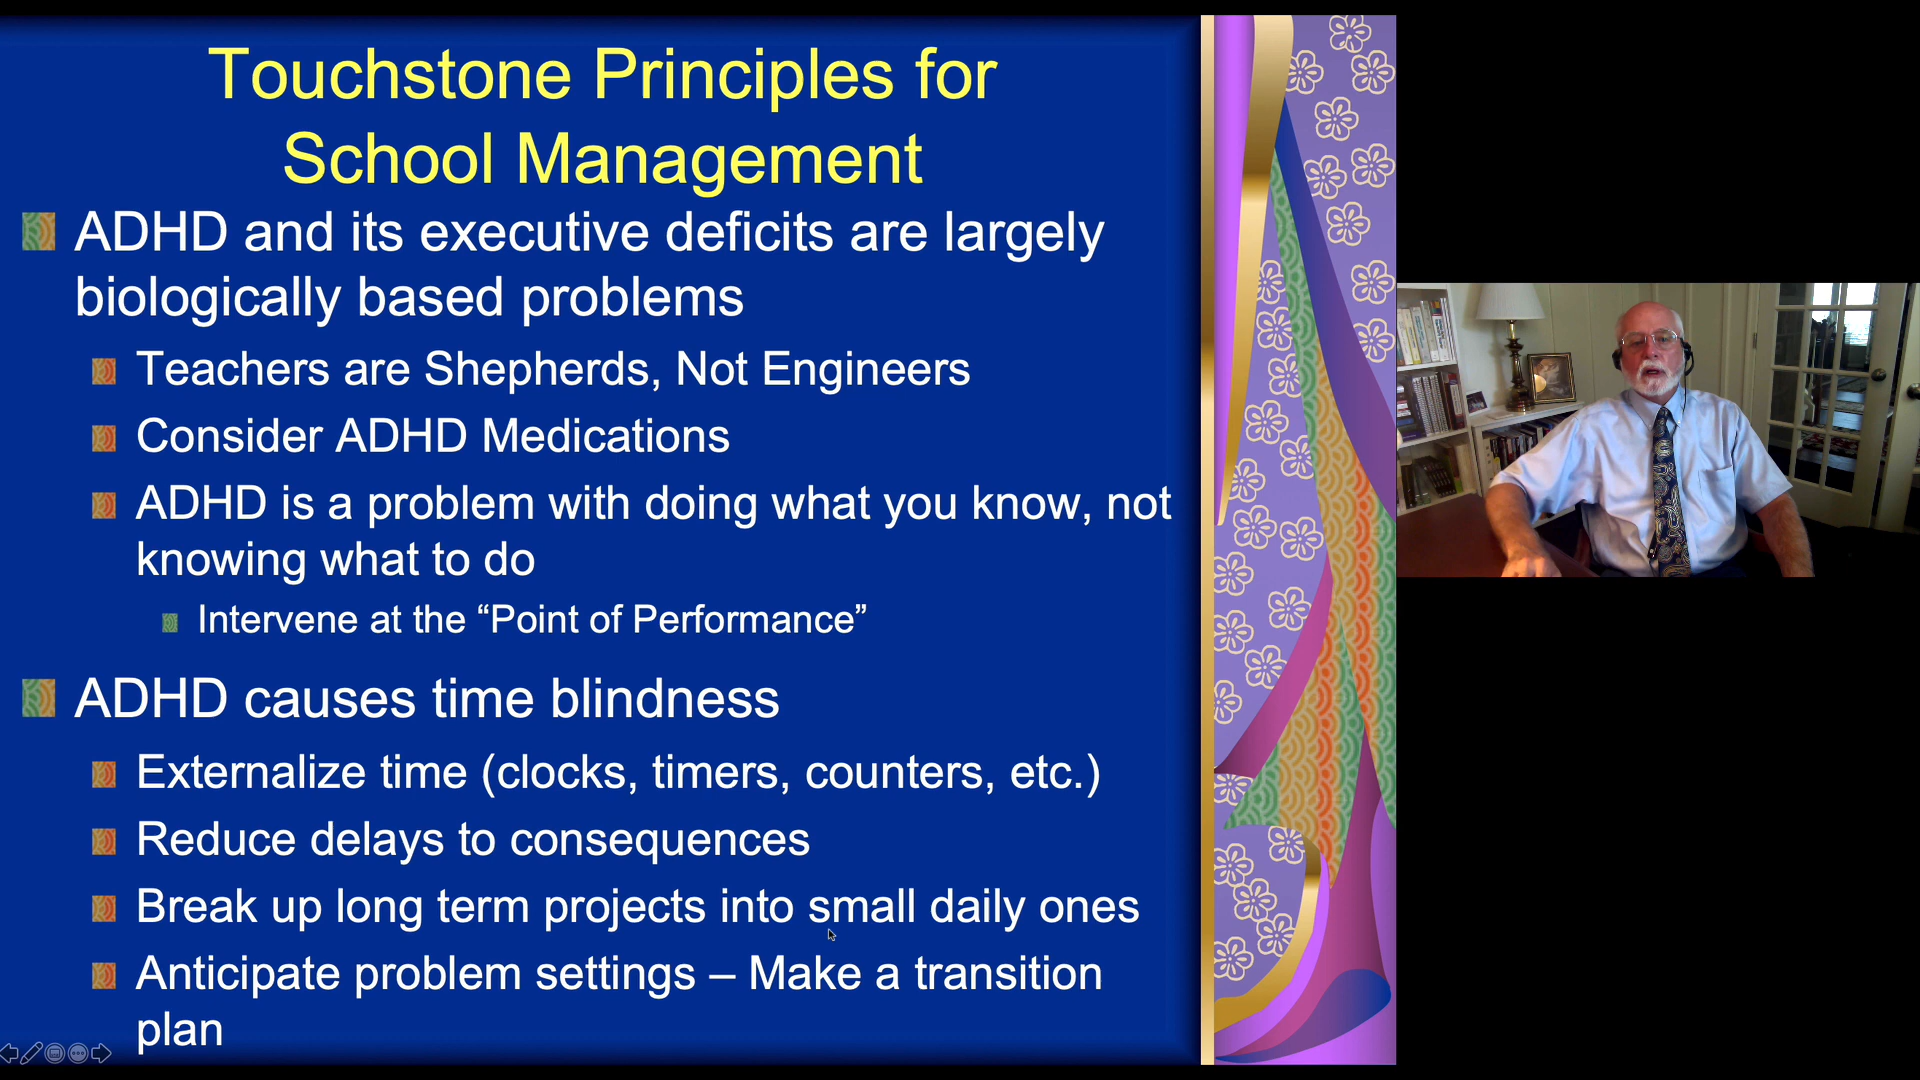 Touchstone Principles for
School Management
ADHD and its executive deficits are largely
biologically based problems
Teachers are Shepherds, Not Engineers
Consider ADHD Medications
ADHD is a problem with doing what you know, not
knowing what to do
Intervene at the “Point of Performance”
ADHD causes time blindness
Externalize time (clocks, timers, counters, etc.)
Reduce delays to consequences
Break up long term projects into small daily ones
Anticipate problem settings – Make a transition
plan